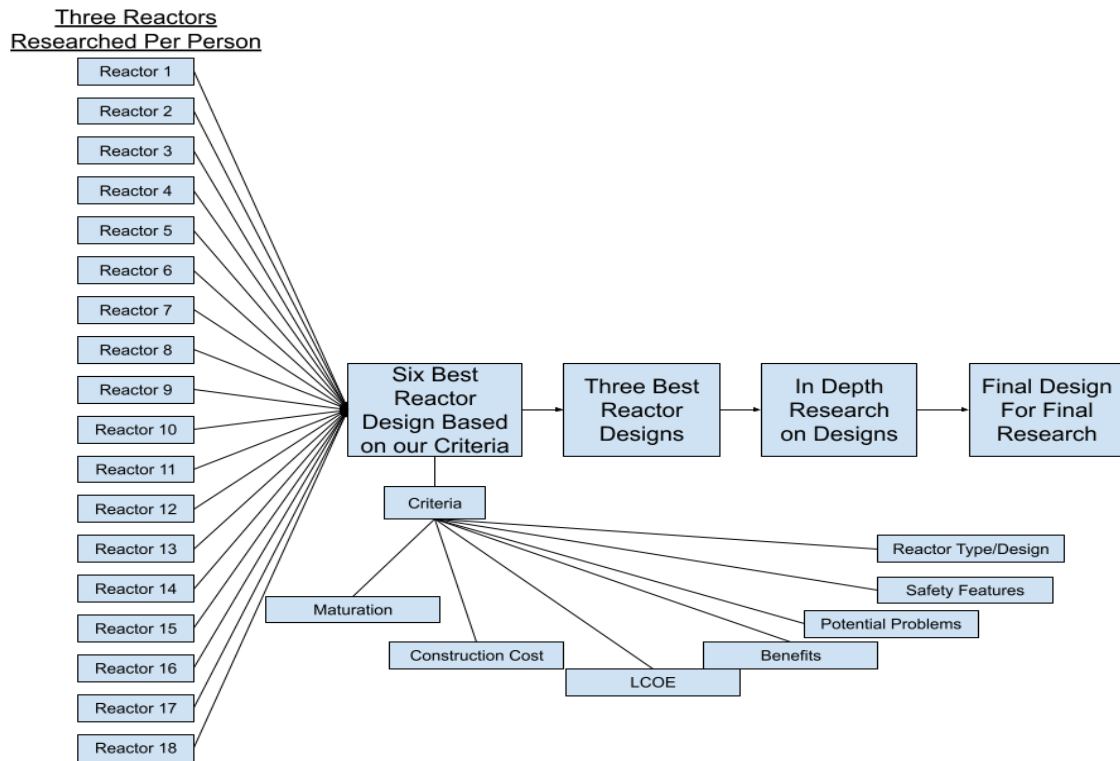 Three Reactors
Researched Per Person
Reactor 1
Reactor 2
Reactor 3
Reactor 4
Reactor 5
Reactor 6
Reactor 7
Reactor 8
Reactor 9
Reactor 10
Reactor 11
Reactor 12
Reactor 13
Reactor 14
Reactor 15
Reactor 16
Reactor 17
Reactor 18
Six Best
Reactor
Design Based
on our Criteria
Three Best
Reactor
Designs
In Depth
Research
on Designs
Final Design
For Final
Research
Criteria
Maturation
Construction Cost
LCOE
Benefits
Potential Problems
Safety Features
Reactor Type/Design